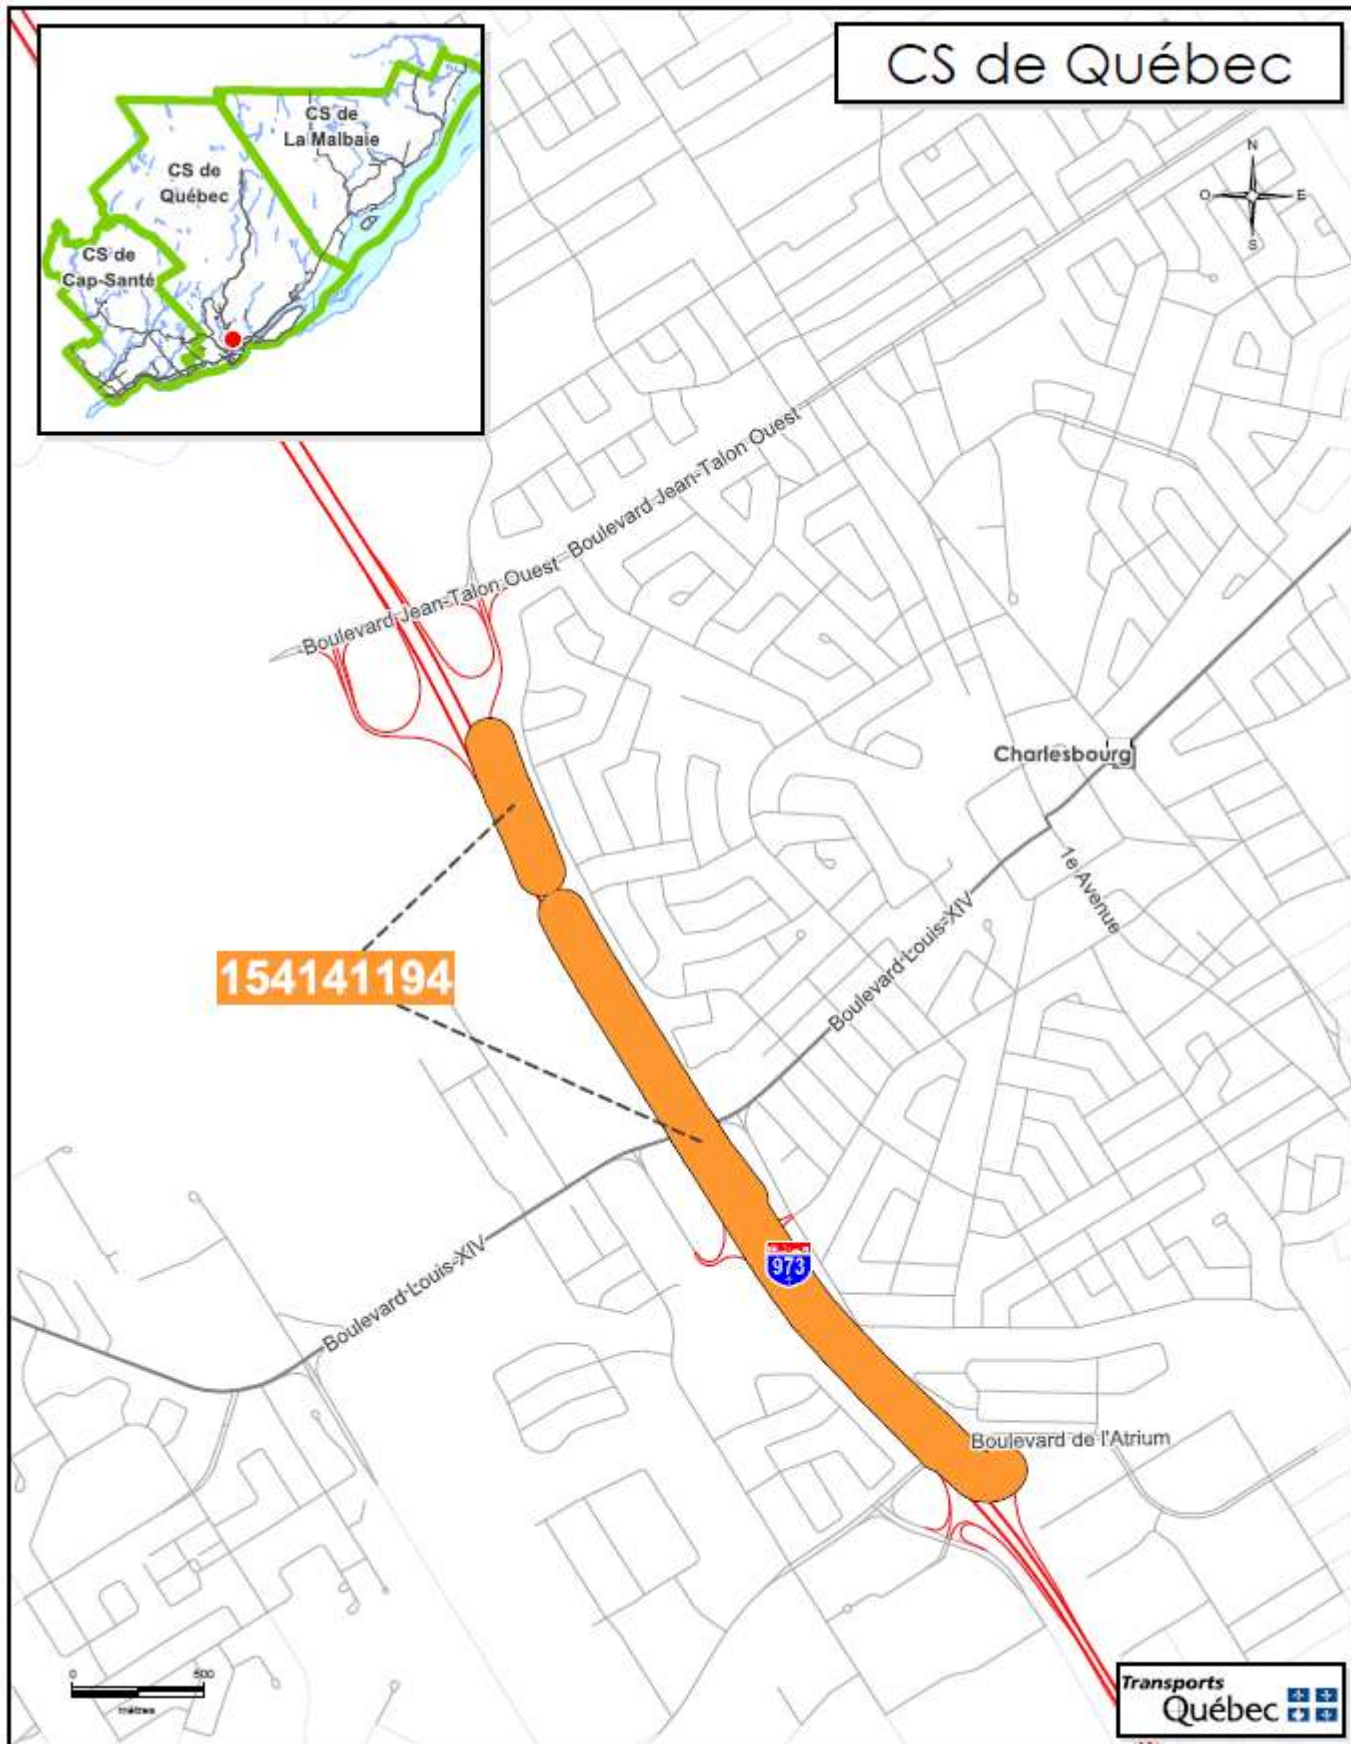 CS de Québec
CS de
La Malbaie
CS de
Québec
CS de
Cap-Santé
N
O
E
S
Boulevard Jean-Talon Ouest
Boulevard Jean-Talon Ouest
Charlesbourg
1e Avenue
Boulevard Louis-XIV
154141194
973
Boulevard Louis-XIV
Boulevard de l'Atrium
0
500
mètres
Transports
Québec